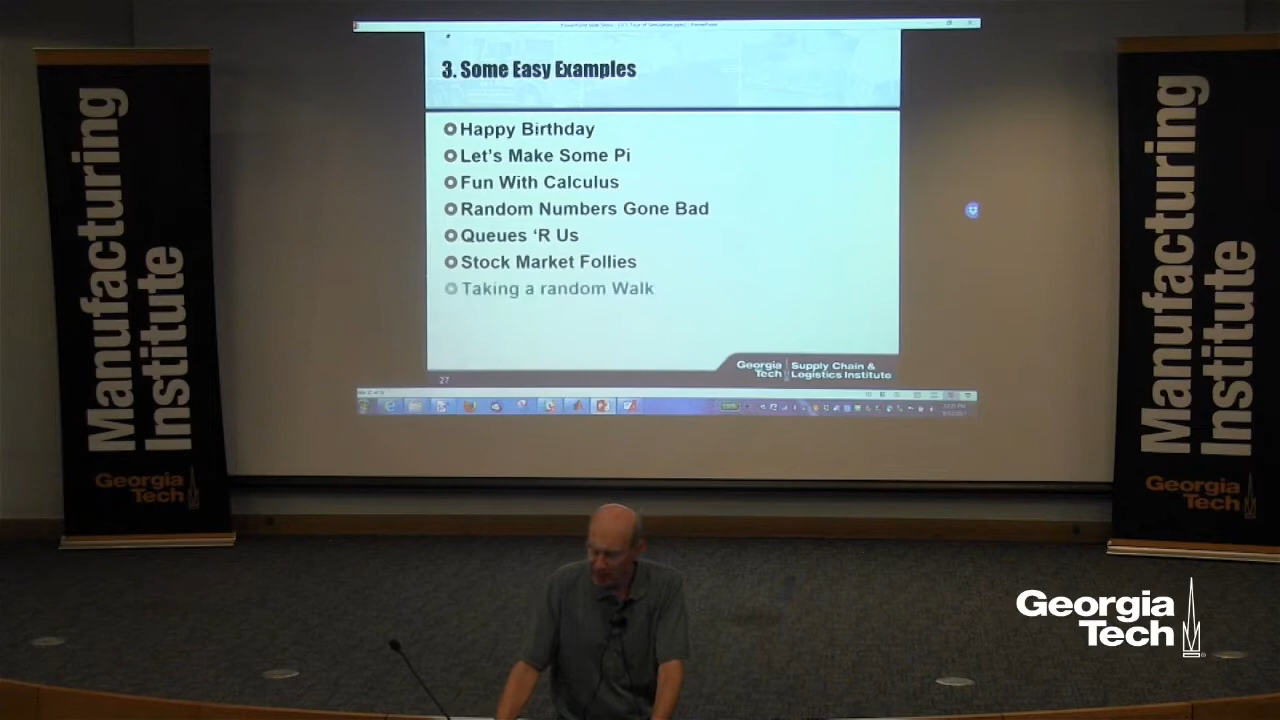 3. Some Easy Examples
Happy Birthday
Let's Make Some Pi
Fun With Calculus
Random Numbers Gone Bad
Queues 'R Us
Stock Market Follies
Taking a random Walk
27
Georgia Tech
Supply Chain &
Logistics Institute
Manufacturing
Institute
Georgia
Tech
Manufacturing
Institute
Georgia
Tech
Georgia
Tech